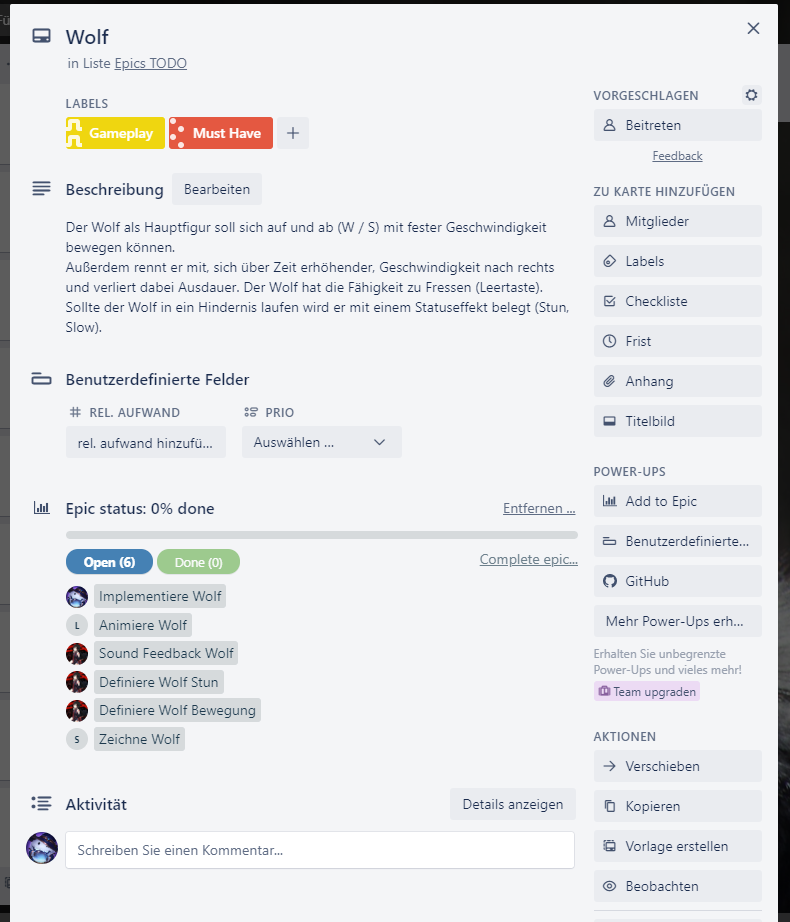 Wolf
in Liste Epics TODO
LABELS
Gameplay
Must Have
Beschreibung
Bearbeiten
Der Wolf als Hauptfigur soll sich auf und ab (W / S) mit fester Geschwindigkeit
bewegen können.
Außerdem rennt er mit, sich über Zeit erhöhender, Geschwindigkeit nach rechts
und verliert dabei Ausdauer. Der Wolf hat die Fähigkeit zu Fressen (Leertaste).
Sollte der Wolf in ein Hindernis laufen wird er mit einem Statuseffekt belegt (Stun,
Slow).
Benutzerdefinierte Felder
REL. AUFWAND
PRIO
rel. aufwand hinzufü...
Auswählen ...
Epic status: 0% done
Entfernen ...
Open (6)
Done (0)
Complete epic...
Implementiere Wolf
L
Animiere Wolf
Sound Feedback Wolf
Definiere Wolf Stun
Definiere Wolf Bewegung
S
Zeichne Wolf
Aktivität
Details anzeigen
Schreiben Sie einen Kommentar...
VORGESCHLAGEN
Beitreten
Feedback
ZU KARTE HINZUFÜGEN
Mitglieder
Labels
Checkliste
Frist
Anhang
Titelbild
POWER-UPS
Add to Epic
Benutzerdefinierte...
GitHub
Mehr Power-Ups erh...
Erhalten Sie unbegrenzte
Power-Ups und vieles mehr!
Team upgraden
AKTIONEN
Verschieben
Kopieren
Vorlage erstellen
Beobachten